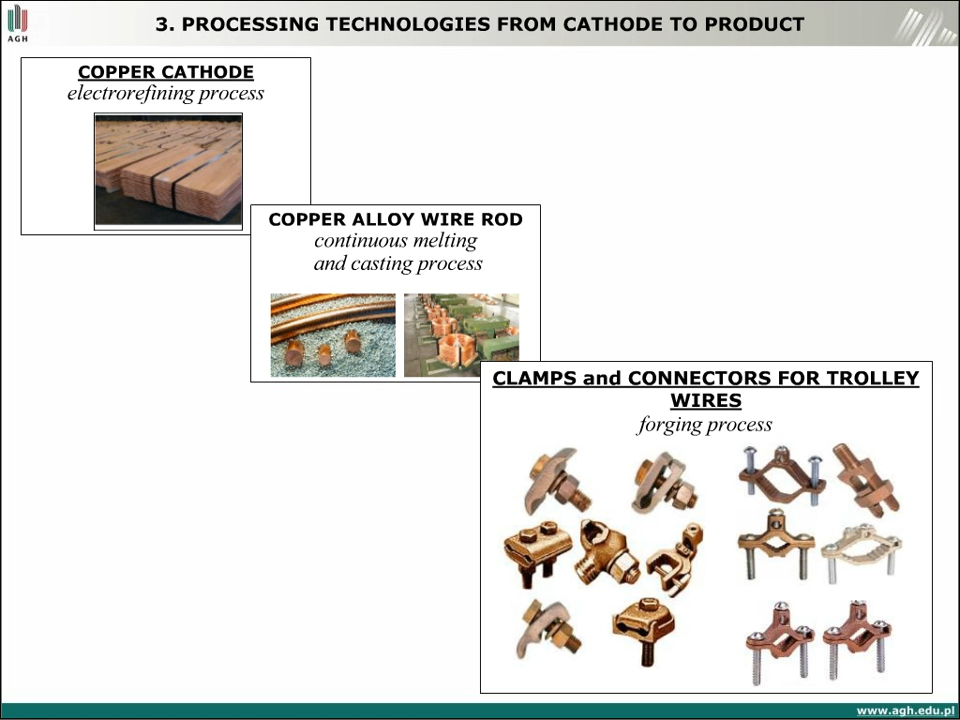 AGH
3. PROCESSING TECHNOLOGIES FROM CATHODE TO PRODUCT
COPPER CATHODE
electrorefining process
COPPER ALLOY WIRE ROD
continuous melting
and casting process
CLAMPS and CONNECTORS FOR TROLLEY
WIRES
forging process
www.agh.edu.pl